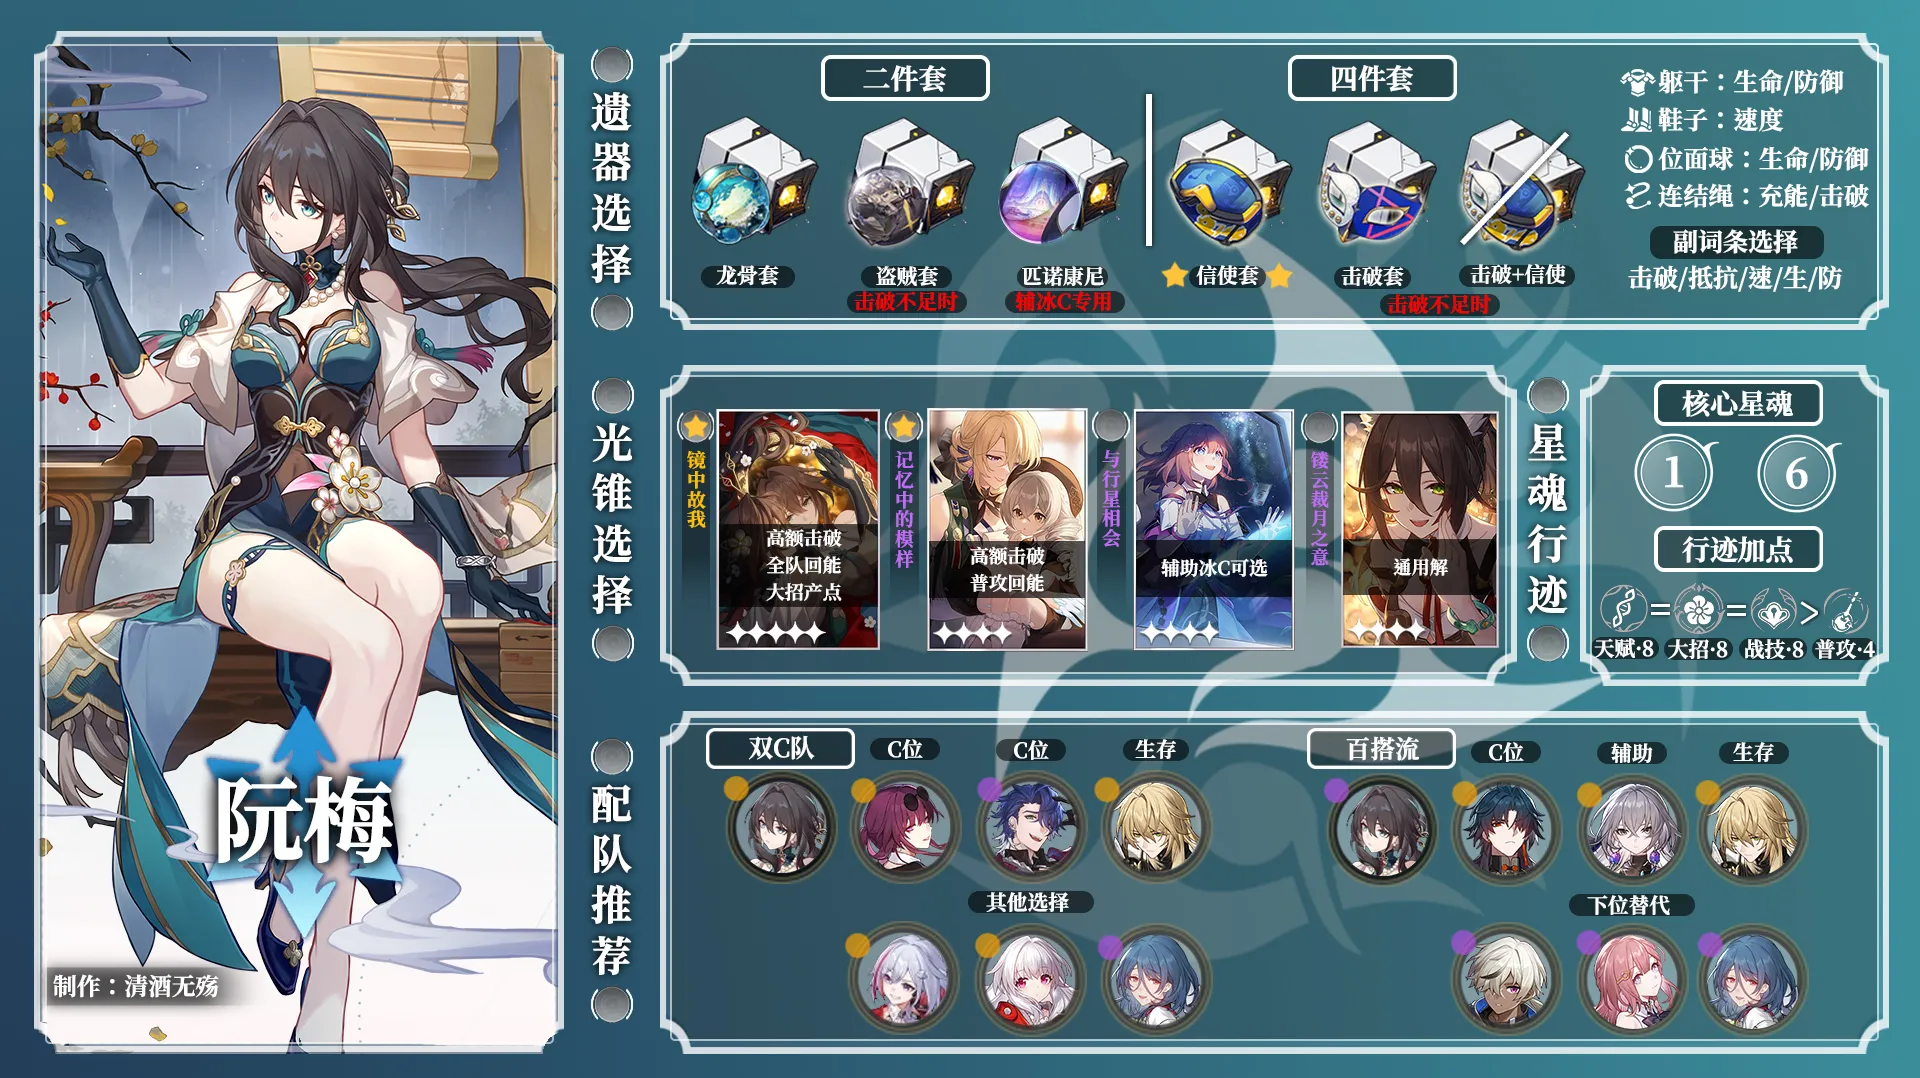 遗器选择
二件套
龙骨套
盗贼套
击破不足时
匹诺康尼
辅冰C专用
四件套
信使套
击破套
击破+信使
击破不足时
躯干：生命/防御
鞋子：速度
位面球：生命/防御
连结绳：充能/击破
副词条选择
击破/抵抗/速/生/防
光锥选择
镜中故我
高额击破
全队回能
大招产点
记忆中的模样
高额击破
普攻回能
与行星相会
辅助冰C可选
镂云裁月之意
通用解
星魂行迹
核心星魂
1
6
行迹加点
=
=
>
天赋·8
大招·8
战技·8
普攻·4
配队推荐
双C队
C位
C位
生存
其他选择
百搭流
C位
辅助
生存
下位替代
阮梅
制作：清酒无殇